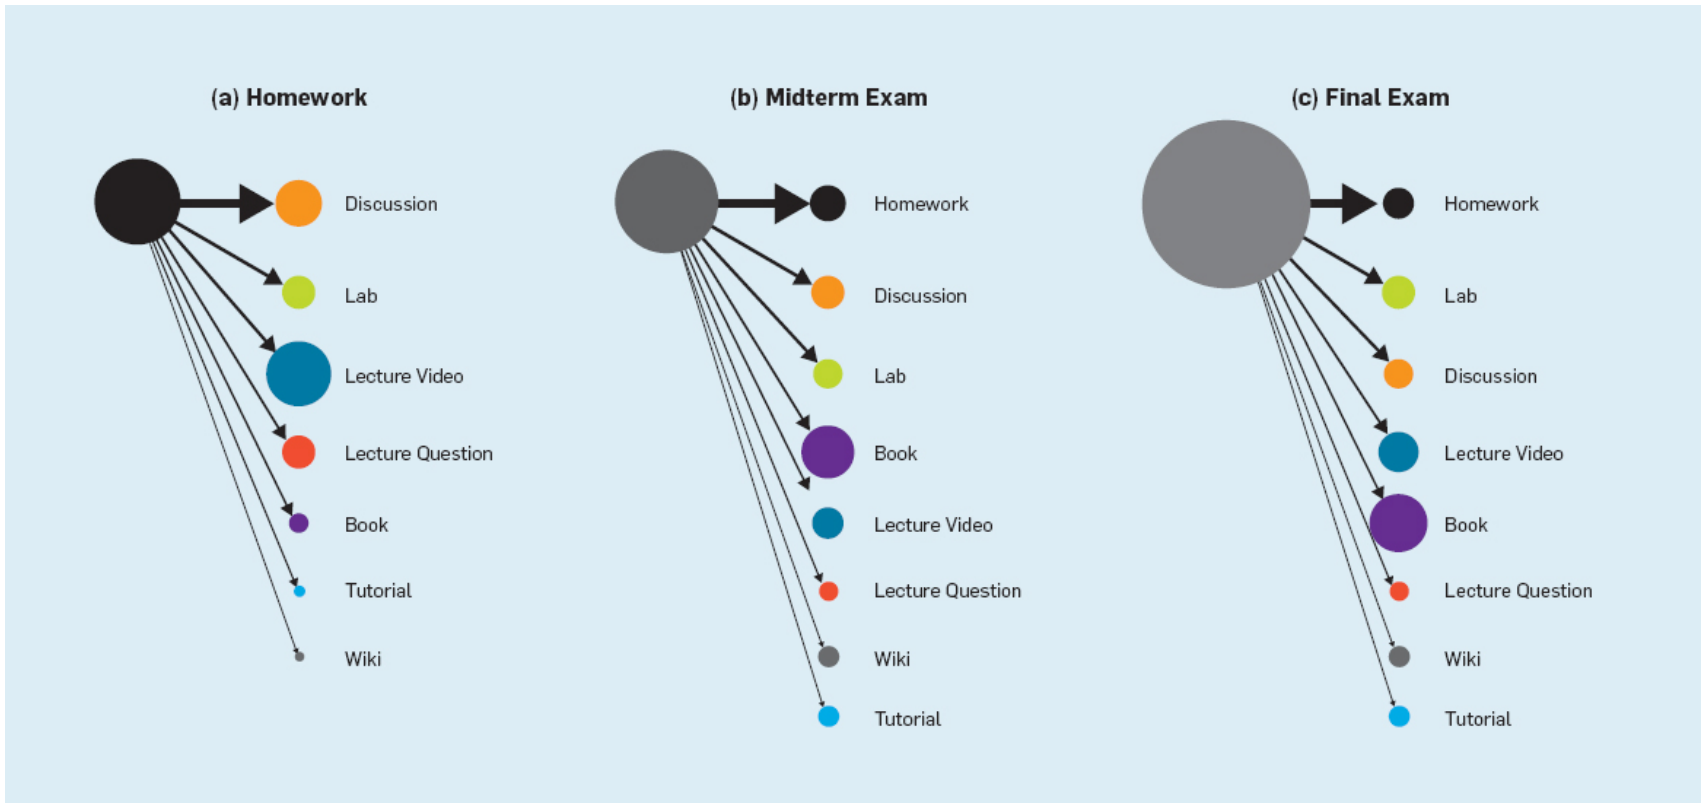 (a) Homework
Discussion
Lab
Lecture Video
Lecture Question
Book
Tutorial
Wiki
(b) Midterm Exam
Homework
Discussion
Lab
Book
Lecture Video
Lecture Question
Wiki
Tutorial
(c) Final Exam
Homework
Lab
Discussion
Lecture Video
Book
Lecture Question
Wiki
Tutorial